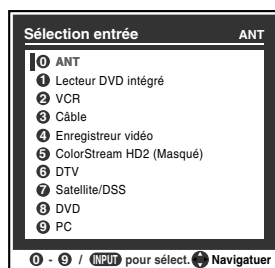 Sélection entrée ANT
0 ANT
1 Lecteur DVD intégré
2 VCR
3 Câble
4 Enregistreur vidéo
5 ColorStream HD2 (Masqué)
6 DTV
7 Satellite/DSS
8 DVD
9 PC
0 - 9 / INPUT pour sélect. Navigatuer